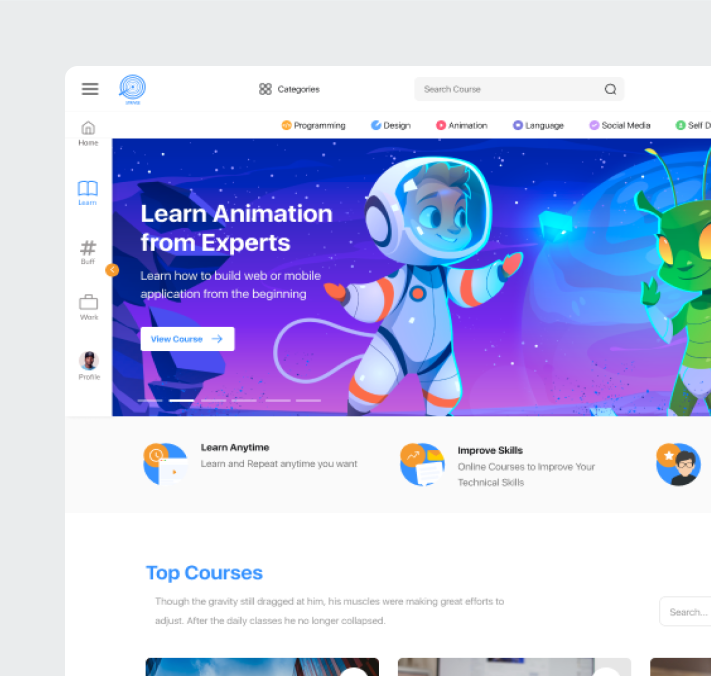 Categories
Search Course
Programming
Design
Animation
Language
Social Media
Self D
Home
Learn
Buff
Work
Profile
Learn Animation
from Experts
Learn how to build web or mobile
application from the beginning
View Course
Learn Anytime
Learn and Repeat anytime you want
Improve Skills
Online Courses to Improve Your
Technical Skills
Top Courses
Though the gravity still dragged at him, his muscles were making great efforts to
adjust. After the daily classes he no longer collapsed.
Search...